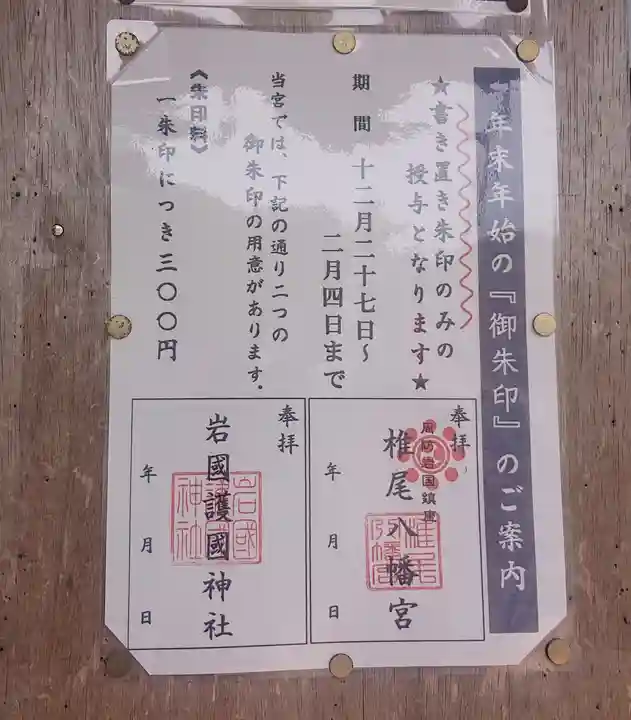 年末年始の『御朱印』のご案内
★書き置き朱印のみの
授与となります★
期間 十二月二十七日～
二月四日まで
当宮では、下記の通り二つの
御朱印の用意があります.
《朱印料》
一朱印につき三〇〇円
奉拝
周防岩国鎮座
椎尾八幡宮
年 月 日
奉拝
岩國護國神社
年 月 日